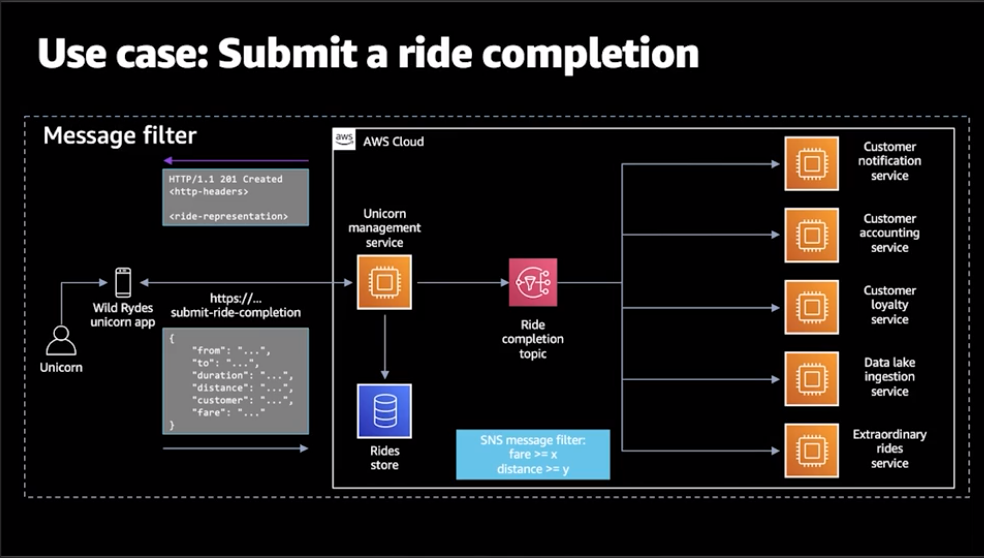 Use case: Submit a ride completion
Message filter
aws
AWS Cloud
HTTP/1.1 201 Created
<http-headers>
<ride-representation>
Unicorn
management
service
https://...
submit-ride-completion
Wild Rydes
unicorn app
Unicorn
{
"from": "...",
"to": "...",
"duration": "...",
"distance": "...",
"customer": "...",
"fare": "..."
}
Rides
store
Ride
completion
topic
SNS message filter:
fare >= x
distance >= y
Customer
notification
service
Customer
accounting
service
Customer
loyalty
service
Data lake
ingestion
service
Extraordinary
rides
service